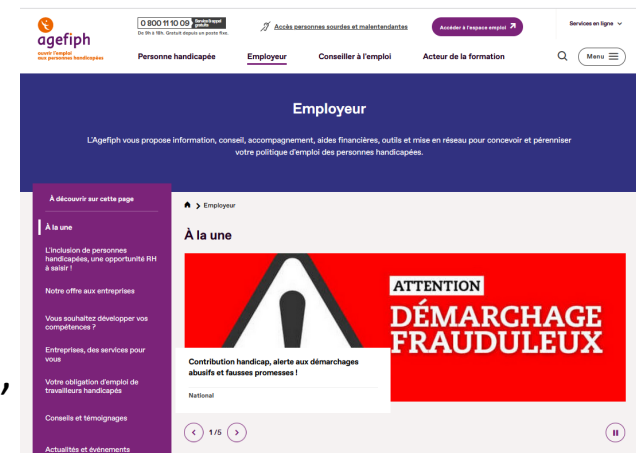 agefiph
ouvrir l'emploi
aux personnes handicapées
0 800 11 10 09 Service & appel gratuits
De 9h à 18h. Gratuit depuis un poste fixe.
Accès personnes sourdes et malentendantes
Accéder à l'espace emploi
Services en ligne
Personne handicapée
Employeur
Conseiller à l'emploi
Acteur de la formation
Menu
Employeur
L'Agefiph vous propose information, conseil, accompagnement, aides financières, outils et mise en réseau pour concevoir et pérenniser
votre politique d'emploi des personnes handicapées.
À découvrir sur cette page
À la une
L'inclusion de personnes
handicapées, une opportunité RH
à saisir !
Notre offre aux entreprises
Vous souhaitez développer vos
compétences ?
Entreprises, des services pour
vous
Votre obligation d'emploi de
travailleurs handicapés
Conseils et témoignages
Actualités et événements
> Employeur
À la une
ATTENTION
DÉMARCHAGE
FRAUDULEUX
Contribution handicap, alerte aux démarchages
abusifs et fausses promesses !
National
< 1/5 >
,